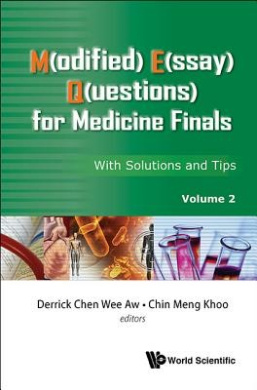 M(odified) E(ssay)
Q(uestions)
for Medicine Finals
With Solutions and Tips
Volume 2
Derrick Chen Wee Aw • Chin Meng Khoo
editors
World Scientific